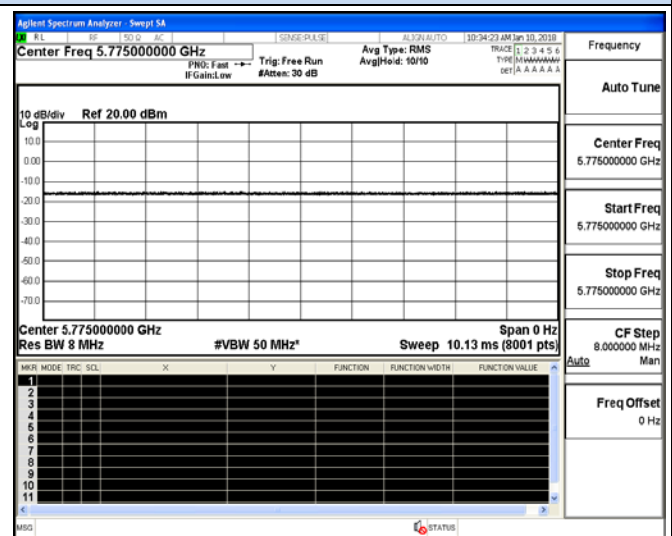 Agilent Spectrum Analyzer - Swept SA
RL RF 50 Ω AC SENSE:PULSE ALIGN AUTO 10:34:23 AM Jan 10, 2018
Center Freq 5.775000000 GHz
PNO: Fast
IFGain:Low
Trig: Free Run
#Atten: 30 dB
Avg Type: RMS
Avg|Hold: 10/10
TRACE 1 2 3 4 5 6
TYPE M WWWWW
DET A A A A A A
Frequency
Auto Tune
Center Freq
5.775000000 GHz
Start Freq
5.775000000 GHz
Stop Freq
5.775000000 GHz
CF Step
8.000000 MHz
Auto Man
Freq Offset
0 Hz
10 dB/div Ref 20.00 dBm
Log
10.0
0.00
-10.0
-20.0
-30.0
-40.0
-50.0
-60.0
-70.0
Center 5.775000000 GHz Span 0 Hz
Res BW 8 MHz #VBW 50 MHz* Sweep 10.13 ms (8001 pts)
MKR MODE TRC SCL X Y FUNCTION FUNCTION WIDTH FUNCTION VALUE
1
2
3
4
5
6
7
8
9
10
11
MSG STATUS